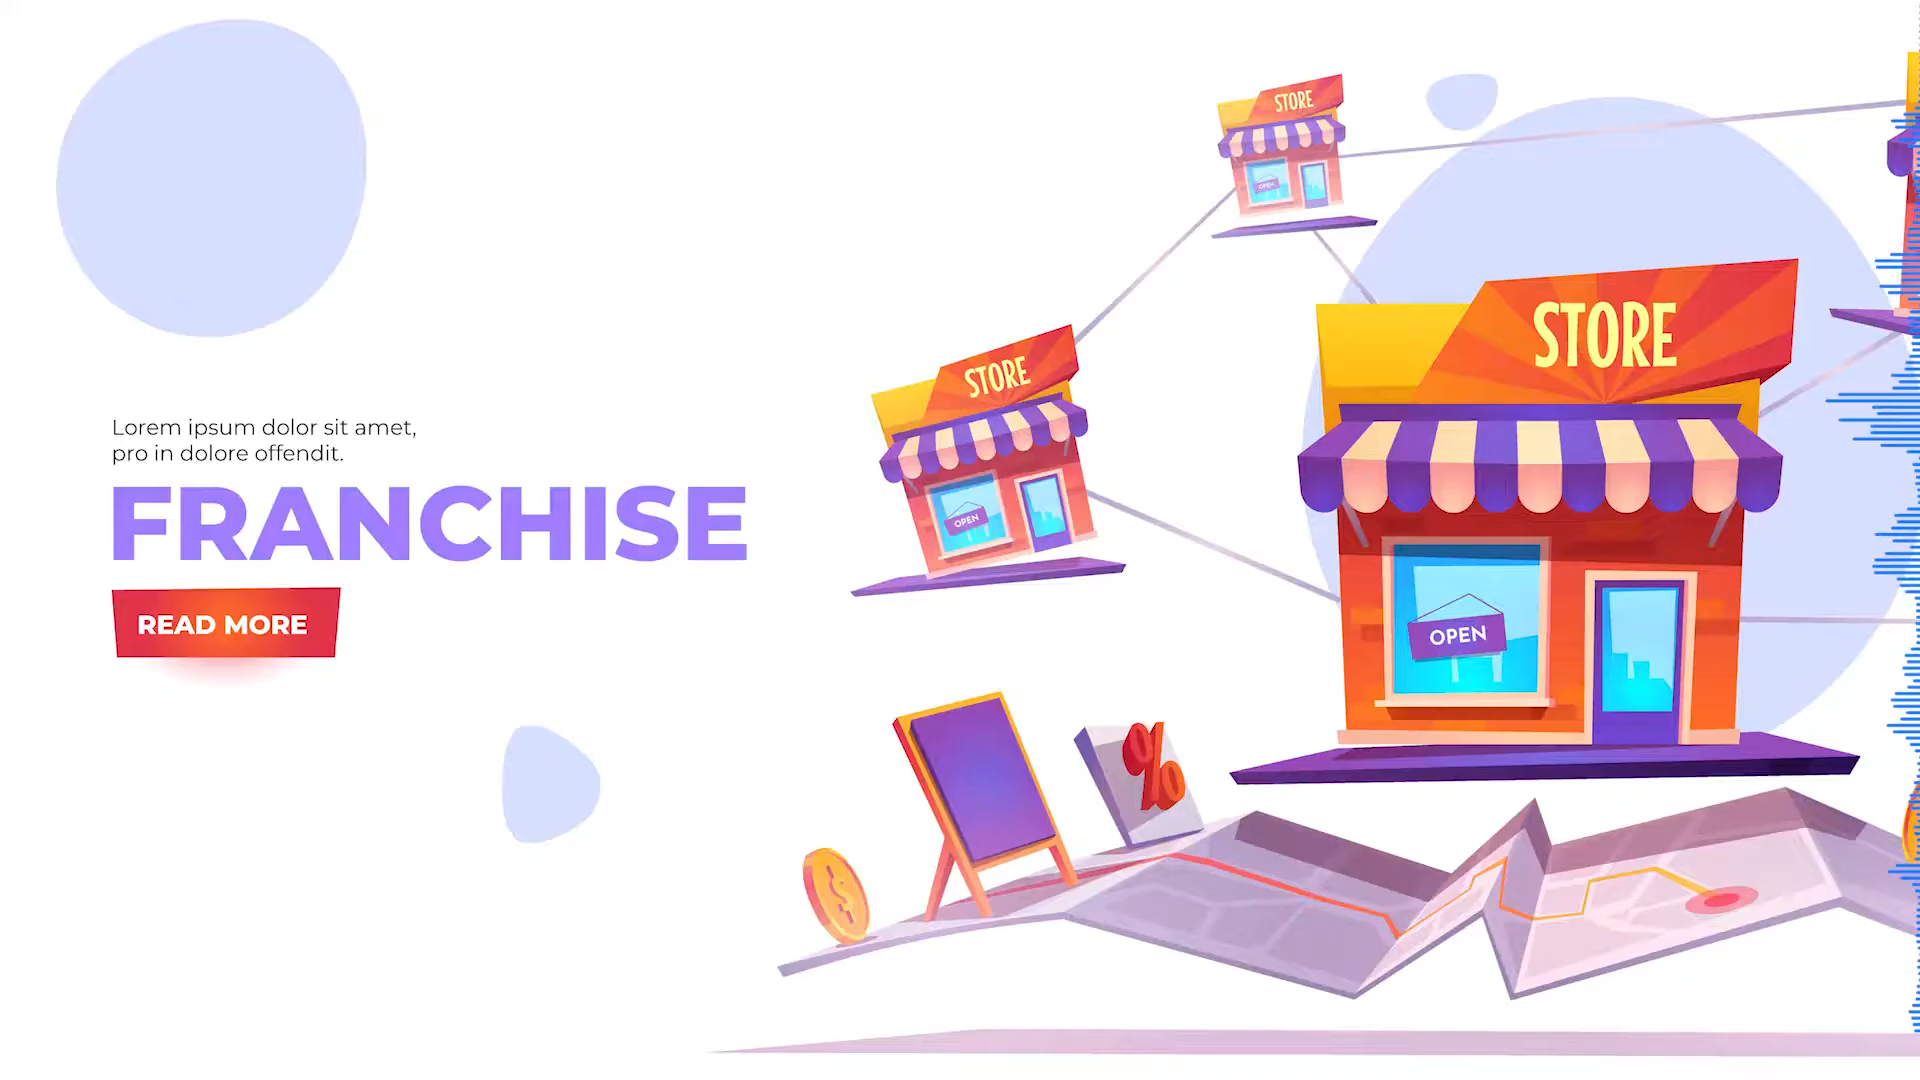 Lorem ipsum dolor sit amet,
pro in dolore offendit.
FRANCHISE
READ MORE
STORE
OPEN
STORE
OPEN
STORE
OPEN
%
$